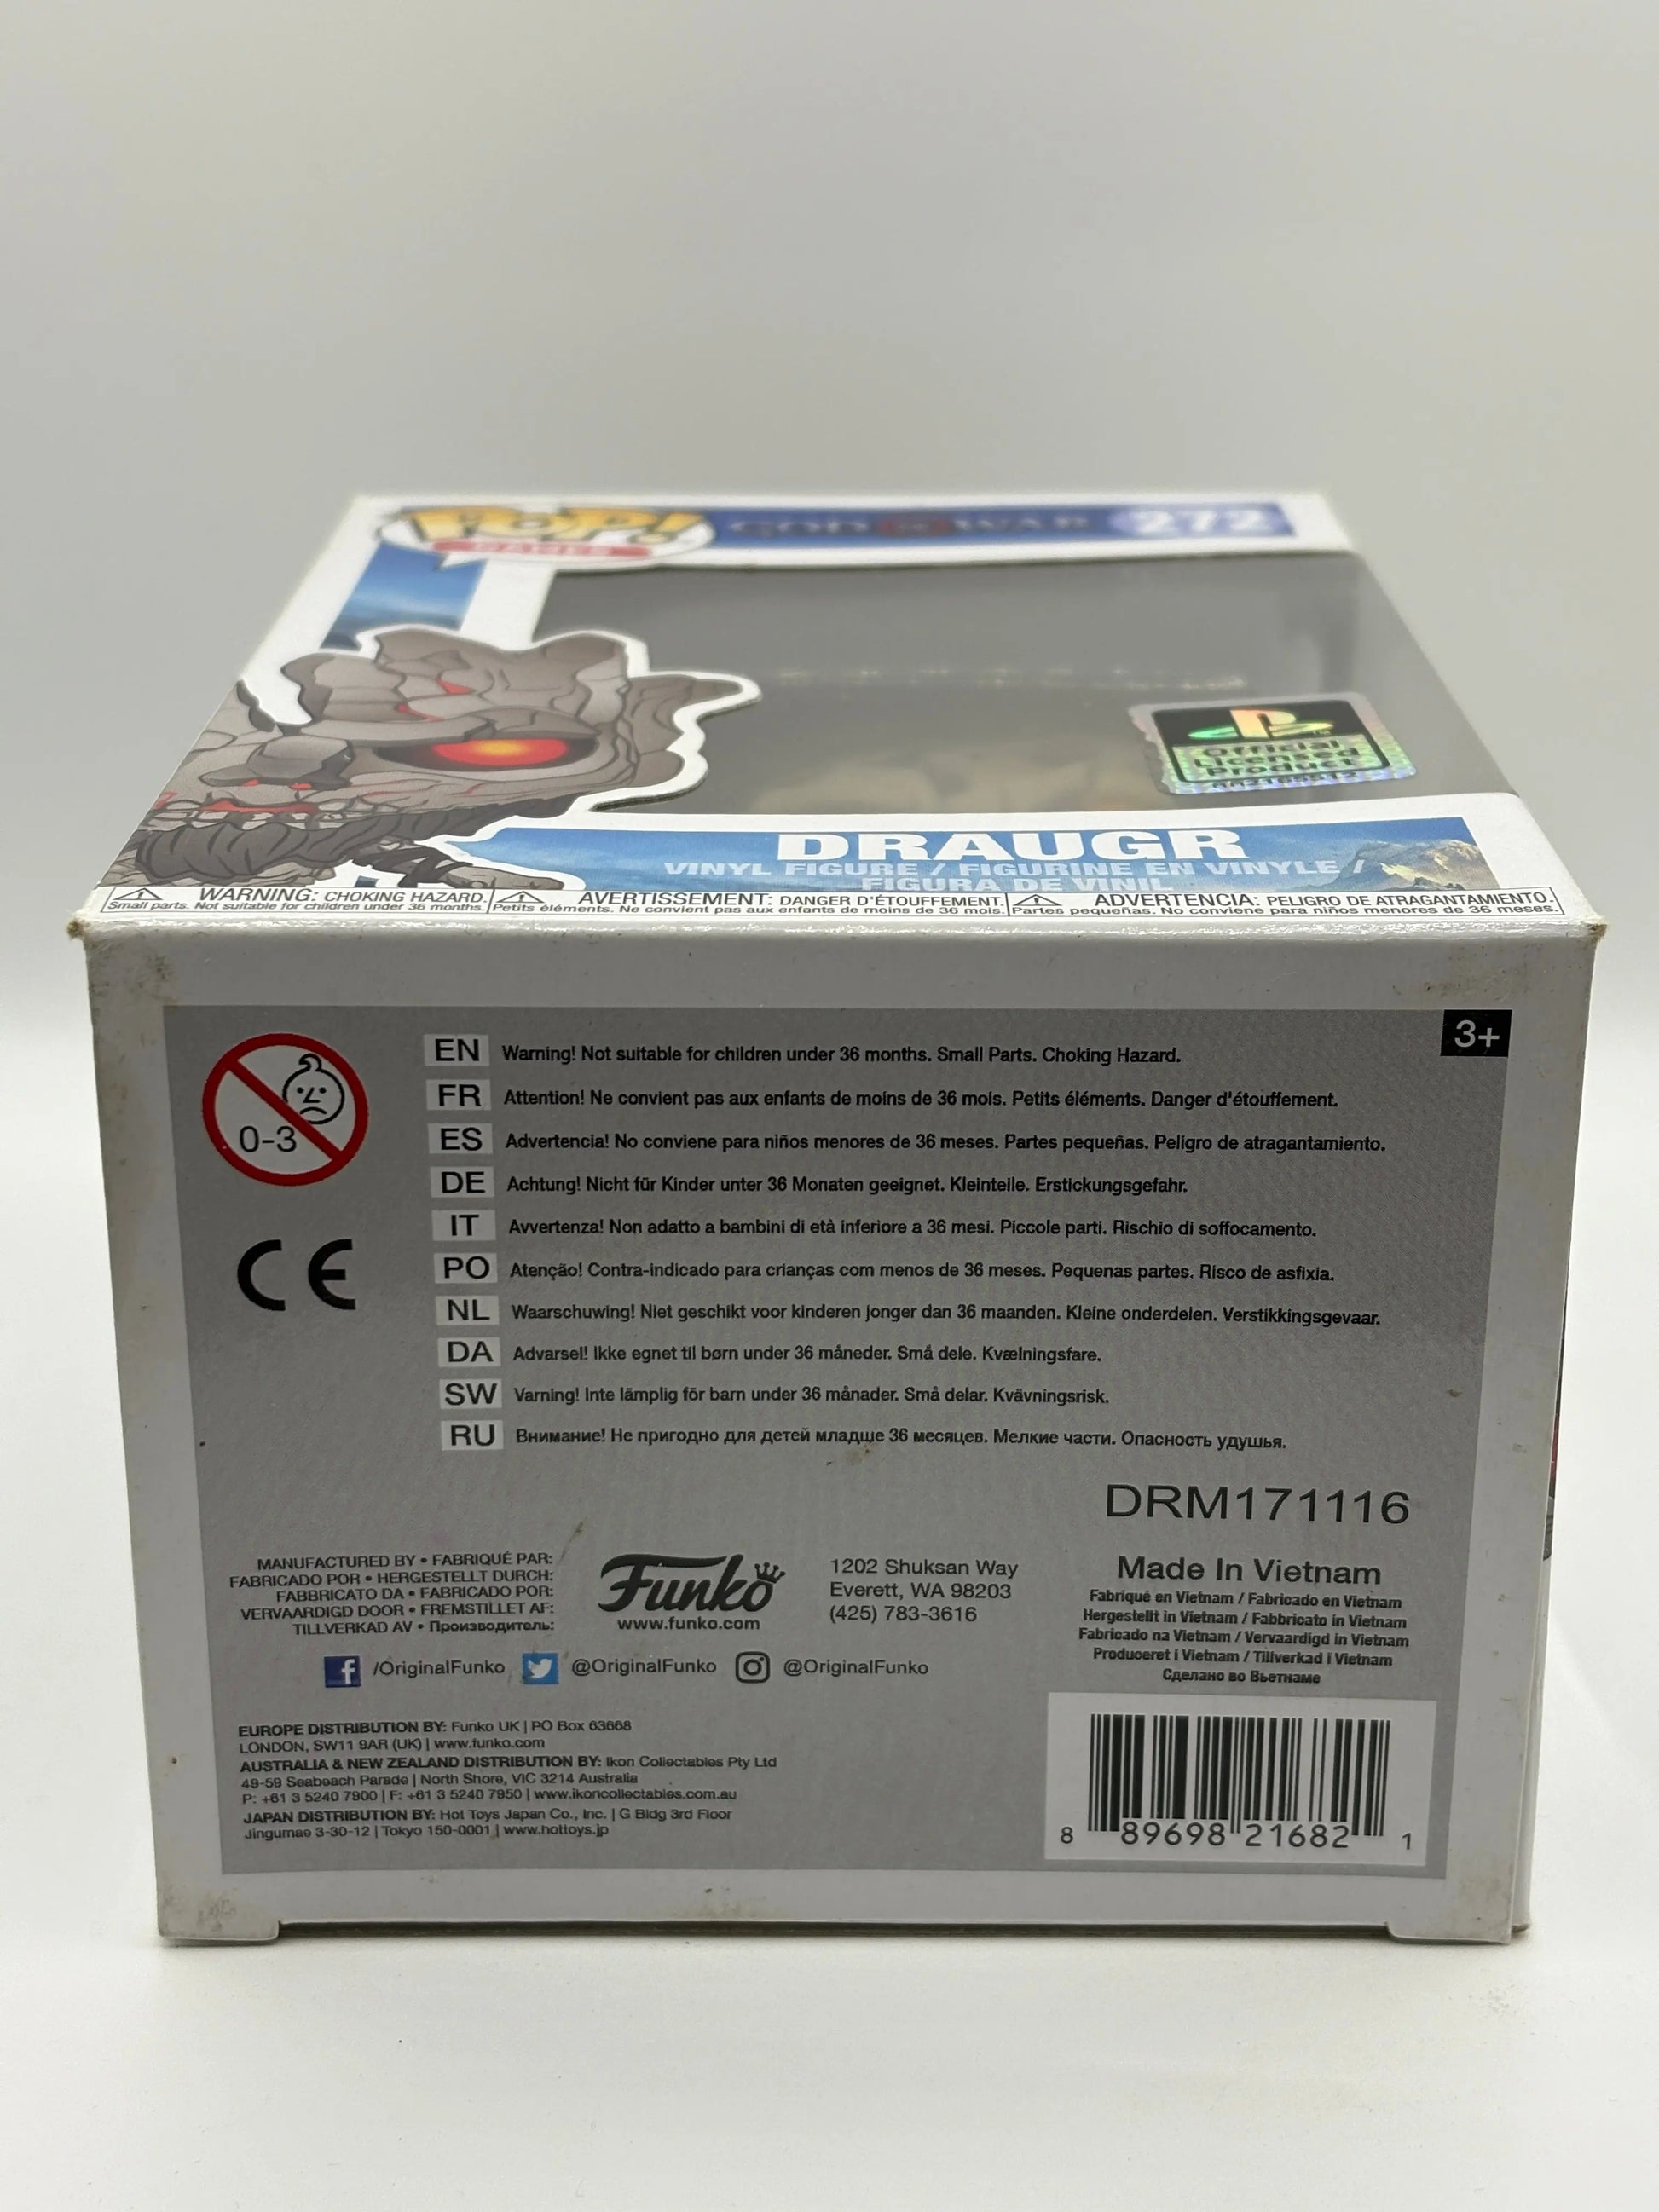 POP!
GAMES
GOD OF WAR
272
Official
Licensed
Product
DRAUGR
VINYL FIGURE / FIGURINE EN VINYLE /
FIGURA DE VINIL
WARNING: CHOKING HAZARD.
Small parts. Not suitable for children under 36 months.
AVERTISSEMENT: DANGER D'ÉTOUFFEMENT.
Petits éléments. Ne convient pas aux enfants de moins de 36 mois.
ADVERTENCIA: PELIGRO DE ATRAGANTAMIENTO.
Partes pequeñas. No conviene para niños menores de 36 meses.
3+
0-3
CE
EN Warning! Not suitable for children under 36 months. Small Parts. Choking Hazard.
FR Attention! Ne convient pas aux enfants de moins de 36 mois. Petits éléments. Danger d'étouffement.
ES Advertencia! No conviene para niños menores de 36 meses. Partes pequeñas. Peligro de atragantamiento.
DE Achtung! Nicht für Kinder unter 36 Monaten geeignet. Kleinteile. Erstickungsgefahr.
IT Avvertenza! Non adatto a bambini di età inferiore a 36 mesi. Piccole parti. Rischio di soffocamento.
PO Atenção! Contra-indicado para crianças com menos de 36 meses. Pequenas partes. Risco de asfixia.
NL Waarschuwing! Niet geschikt voor kinderen jonger dan 36 maanden. Kleine onderdelen. Verstikkingsgevaar.
DA Advarsel! Ikke egnet til børn under 36 måneder. Små dele. Kvælningsfare.
SW Varning! Inte lämplig för barn under 36 månader. Små delar. Kvävningsrisk.
RU Внимание! Не пригодно для детей младше 36 месяцев. Мелкие части. Опасность удушья.
DRM171116
MANUFACTURED BY • FABRIQUÉ PAR:
FABRICADO POR • HERGESTELLT DURCH:
FABBRICATO DA • FABRICADO POR:
VERVAARDIGD DOOR • FREMSTILLET AF:
TILLVERKAD AV • Производитель:
Funko
www.funko.com
1202 Shuksan Way
Everett, WA 98203
(425) 783-3616
Made In Vietnam
Fabriqué en Vietnam / Fabricado en Vietnam
Hergestellt in Vietnam / Fabbricato in Vietnam
Fabricado na Vietnam / Vervaardigd in Vietnam
Produceret i Vietnam / Tillverkad i Vietnam
Сделано во Вьетнаме
/OriginalFunko @OriginalFunko @OriginalFunko
EUROPE DISTRIBUTION BY: Funko UK | PO Box 63668
LONDON, SW11 9AR (UK) | www.funko.com
AUSTRALIA & NEW ZEALAND DISTRIBUTION BY: Ikon Collectables Pty Ltd
49-59 Seabeach Parade | North Shore, VIC 3214 Australia
P: +61 3 5240 7900 | F: +61 3 5240 7950 | www.ikoncollectables.com.au
JAPAN DISTRIBUTION BY: Hot Toys Japan Co., Inc. | G Bldg 3rd Floor
Jingumae 3-30-12 | Tokyo 150-0001 | www.hottoys.jp
8 89698 21682 1